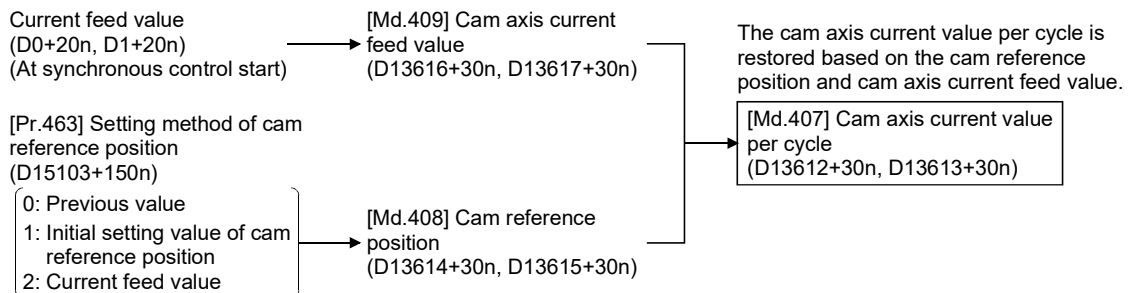 Current feed value
(D0+20n, D1+20n)
(At synchronous control start)
[Md.409] Cam axis current
feed value
(D13616+30n, D13617+30n)
The cam axis current value per cycle is
restored based on the cam reference
position and cam axis current feed value.
[Pr.463] Setting method of cam
reference position
(D15103+150n)
0: Previous value
1: Initial setting value of cam
reference position
2: Current feed value
[Md.408] Cam reference
position
(D13614+30n, D13615+30n)
[Md.407] Cam axis current value
per cycle
(D13612+30n, D13613+30n)